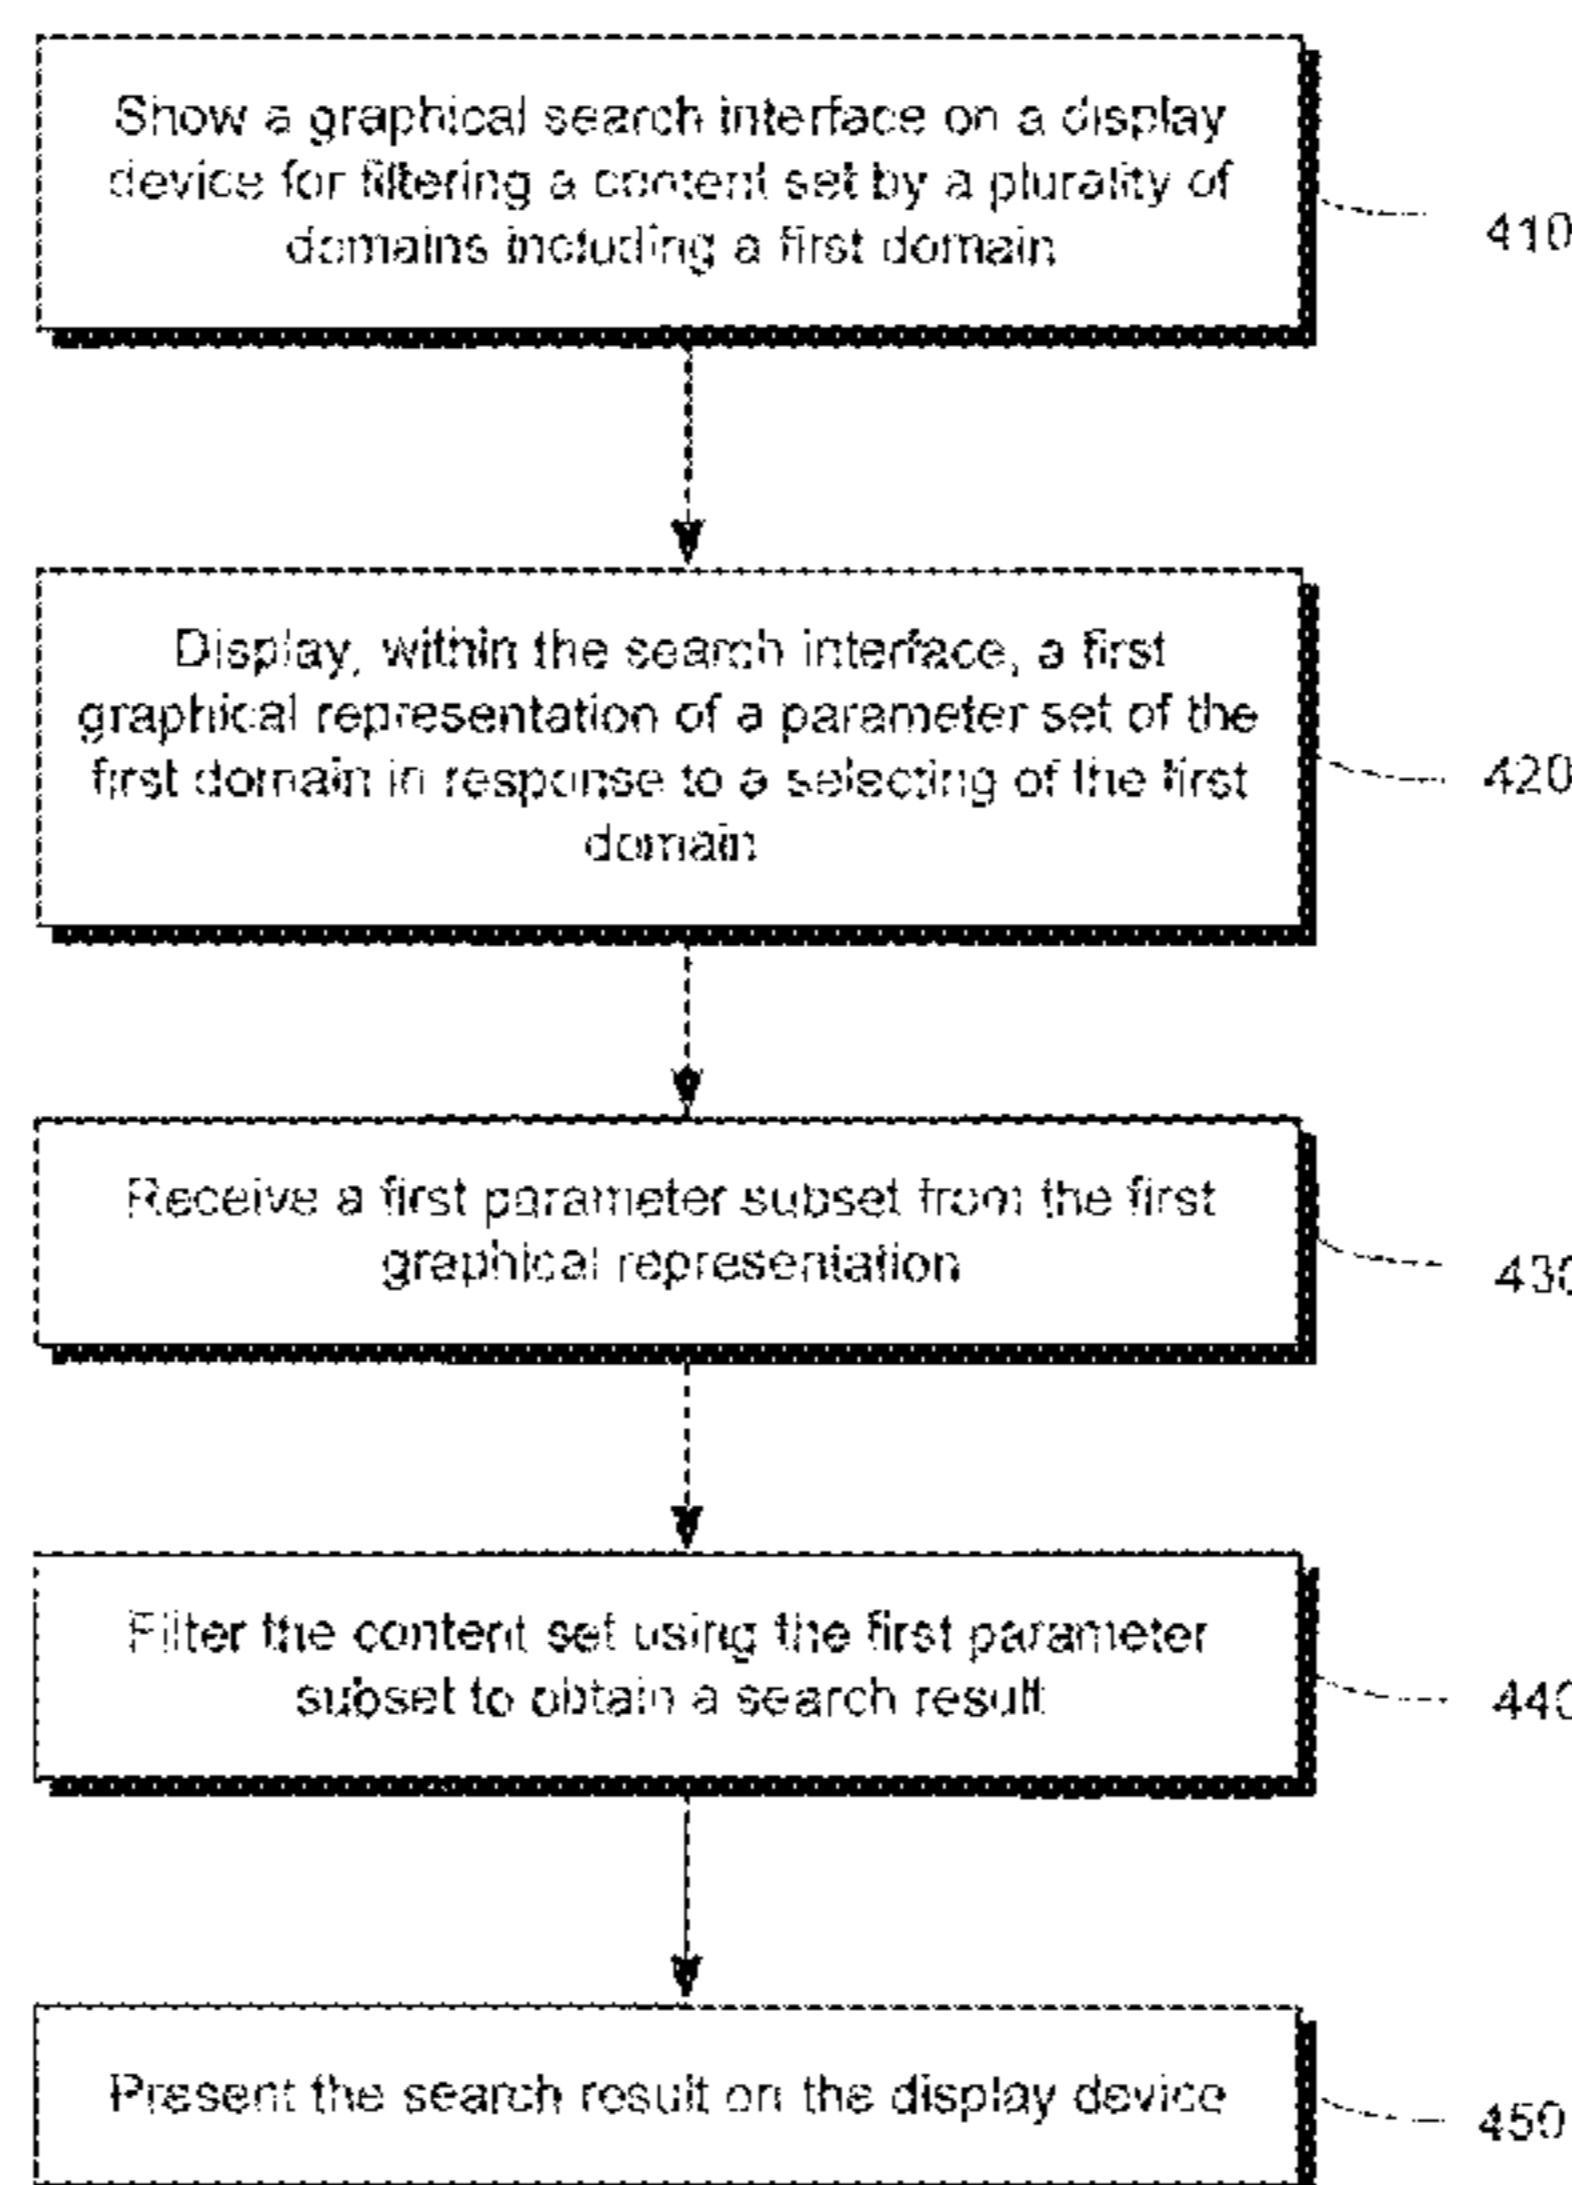 Show a graphical search interface on a display
device for filtering a content set by a plurality of
domains including a first domain
410
Display, within the search interface, a first
graphical representation of a parameter set of the
first domain in response to a selecting of the first
domain
420
Receive a first parameter subset from the first
graphical representation
430
Filter the content set using the first parameter
subset to obtain a search result
440
Present the search result on the display device
450